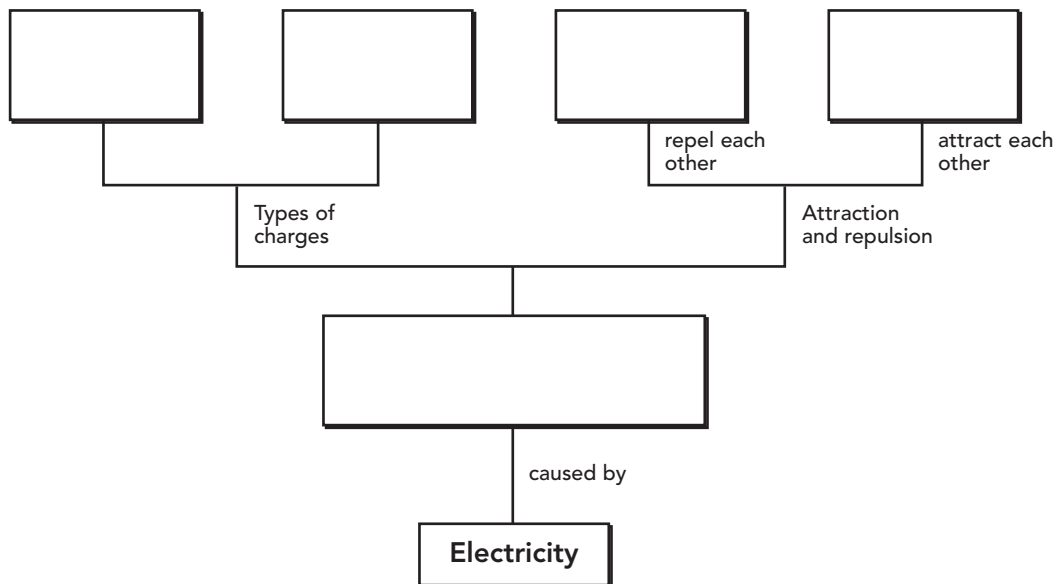 repel each
other
attract each
other
Types of
charges
Attraction
and repulsion
caused by
Electricity